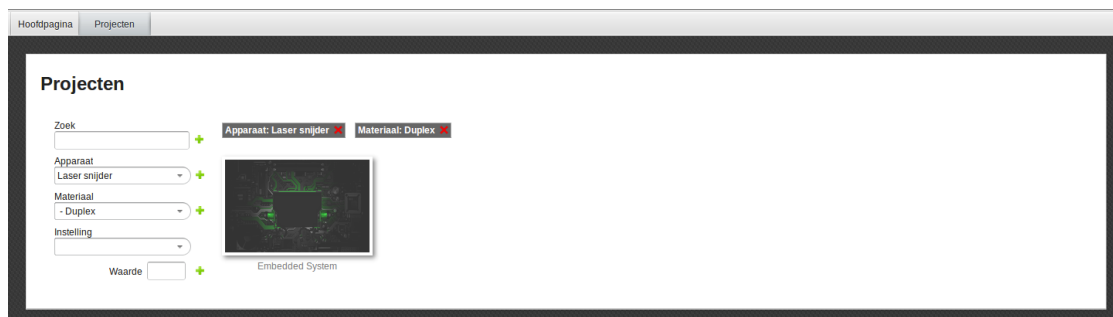 Hoofdpagina Projecten
Projecten
Zoek
Apparaat
Laser snijder
Materiaal
- Duplex
Instelling
Waarde
Apparaat: Laser snijder Materiaal: Duplex
Embedded System